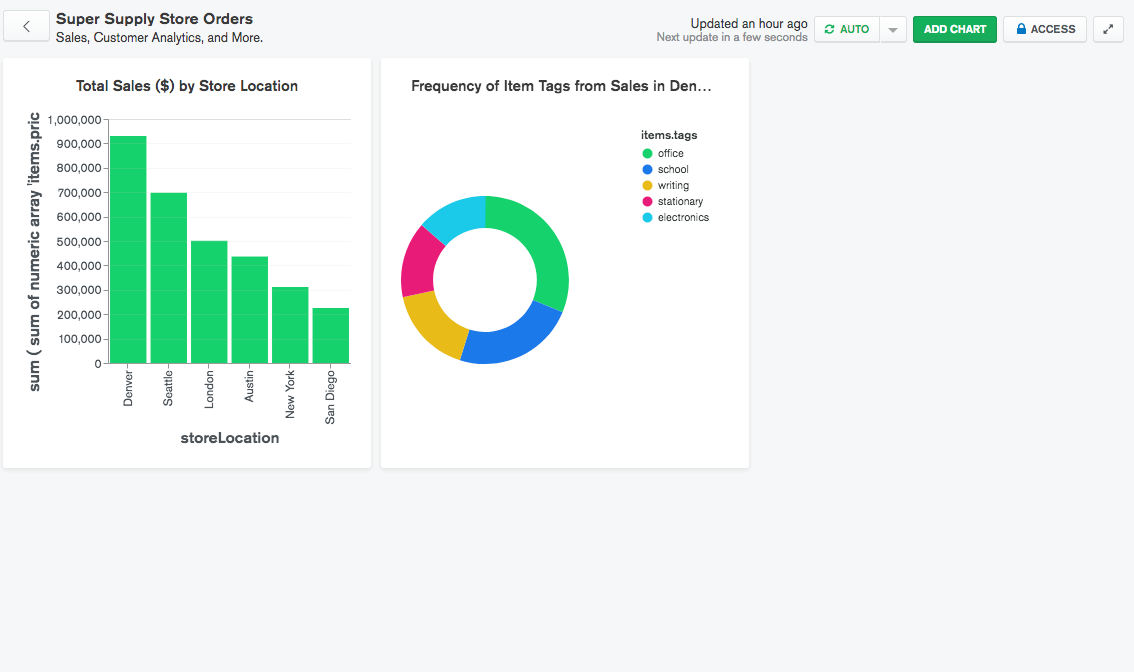 Super Supply Store Orders
Sales, Customer Analytics, and More.
Updated an hour ago
Next update in a few seconds
AUTO
ADD CHART
ACCESS
Total Sales ($) by Store Location
sum ( sum of numeric array 'items.pric
1,000,000
900,000
800,000
700,000
600,000
500,000
400,000
300,000
200,000
100,000
0
Denver
Seattle
London
Austin
New York
San Diego
storeLocation
Frequency of Item Tags from Sales in Den...
items.tags
office
school
writing
stationary
electronics